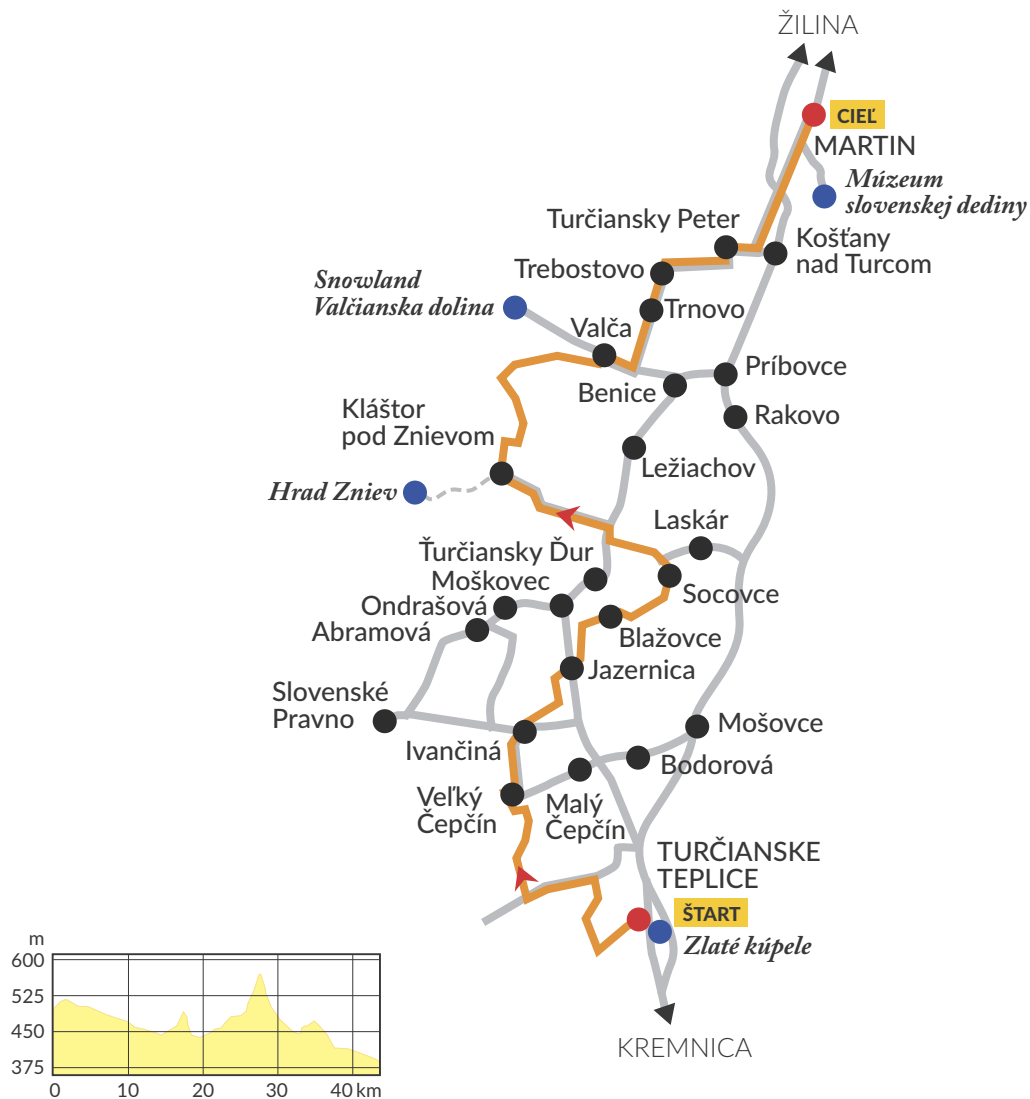 ŽILINA
CIEĽ
MARTIN
Múzeum
slovenskej dediny
Turčiansky Peter
Košťany
nad Turcom
Trebostovo
Snowland
Valčianska dolina
Trnovo
Valča
Príbovce
Benice
Kláštor
pod Znievom
Rakovo
Ležiachov
Hrad Zniev
Laskár
Ťurčiansky Ďur
Moškovec
Socovce
Ondrašová
Abramová
Blažovce
Jazernica
Slovenské
Pravno
Mošovce
Ivančiná
Bodorová
Veľký
Čepčín
Malý
Čepčín
TURČIANSKE
TEPLICE
ŠTART
Zlaté kúpele
KREMNICA
m
600
525
450
375
0 10 20 30 40 km